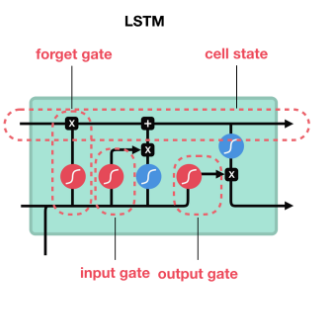 LSTM
forget gate
cell state
X
+
X
X
input gate
output gate